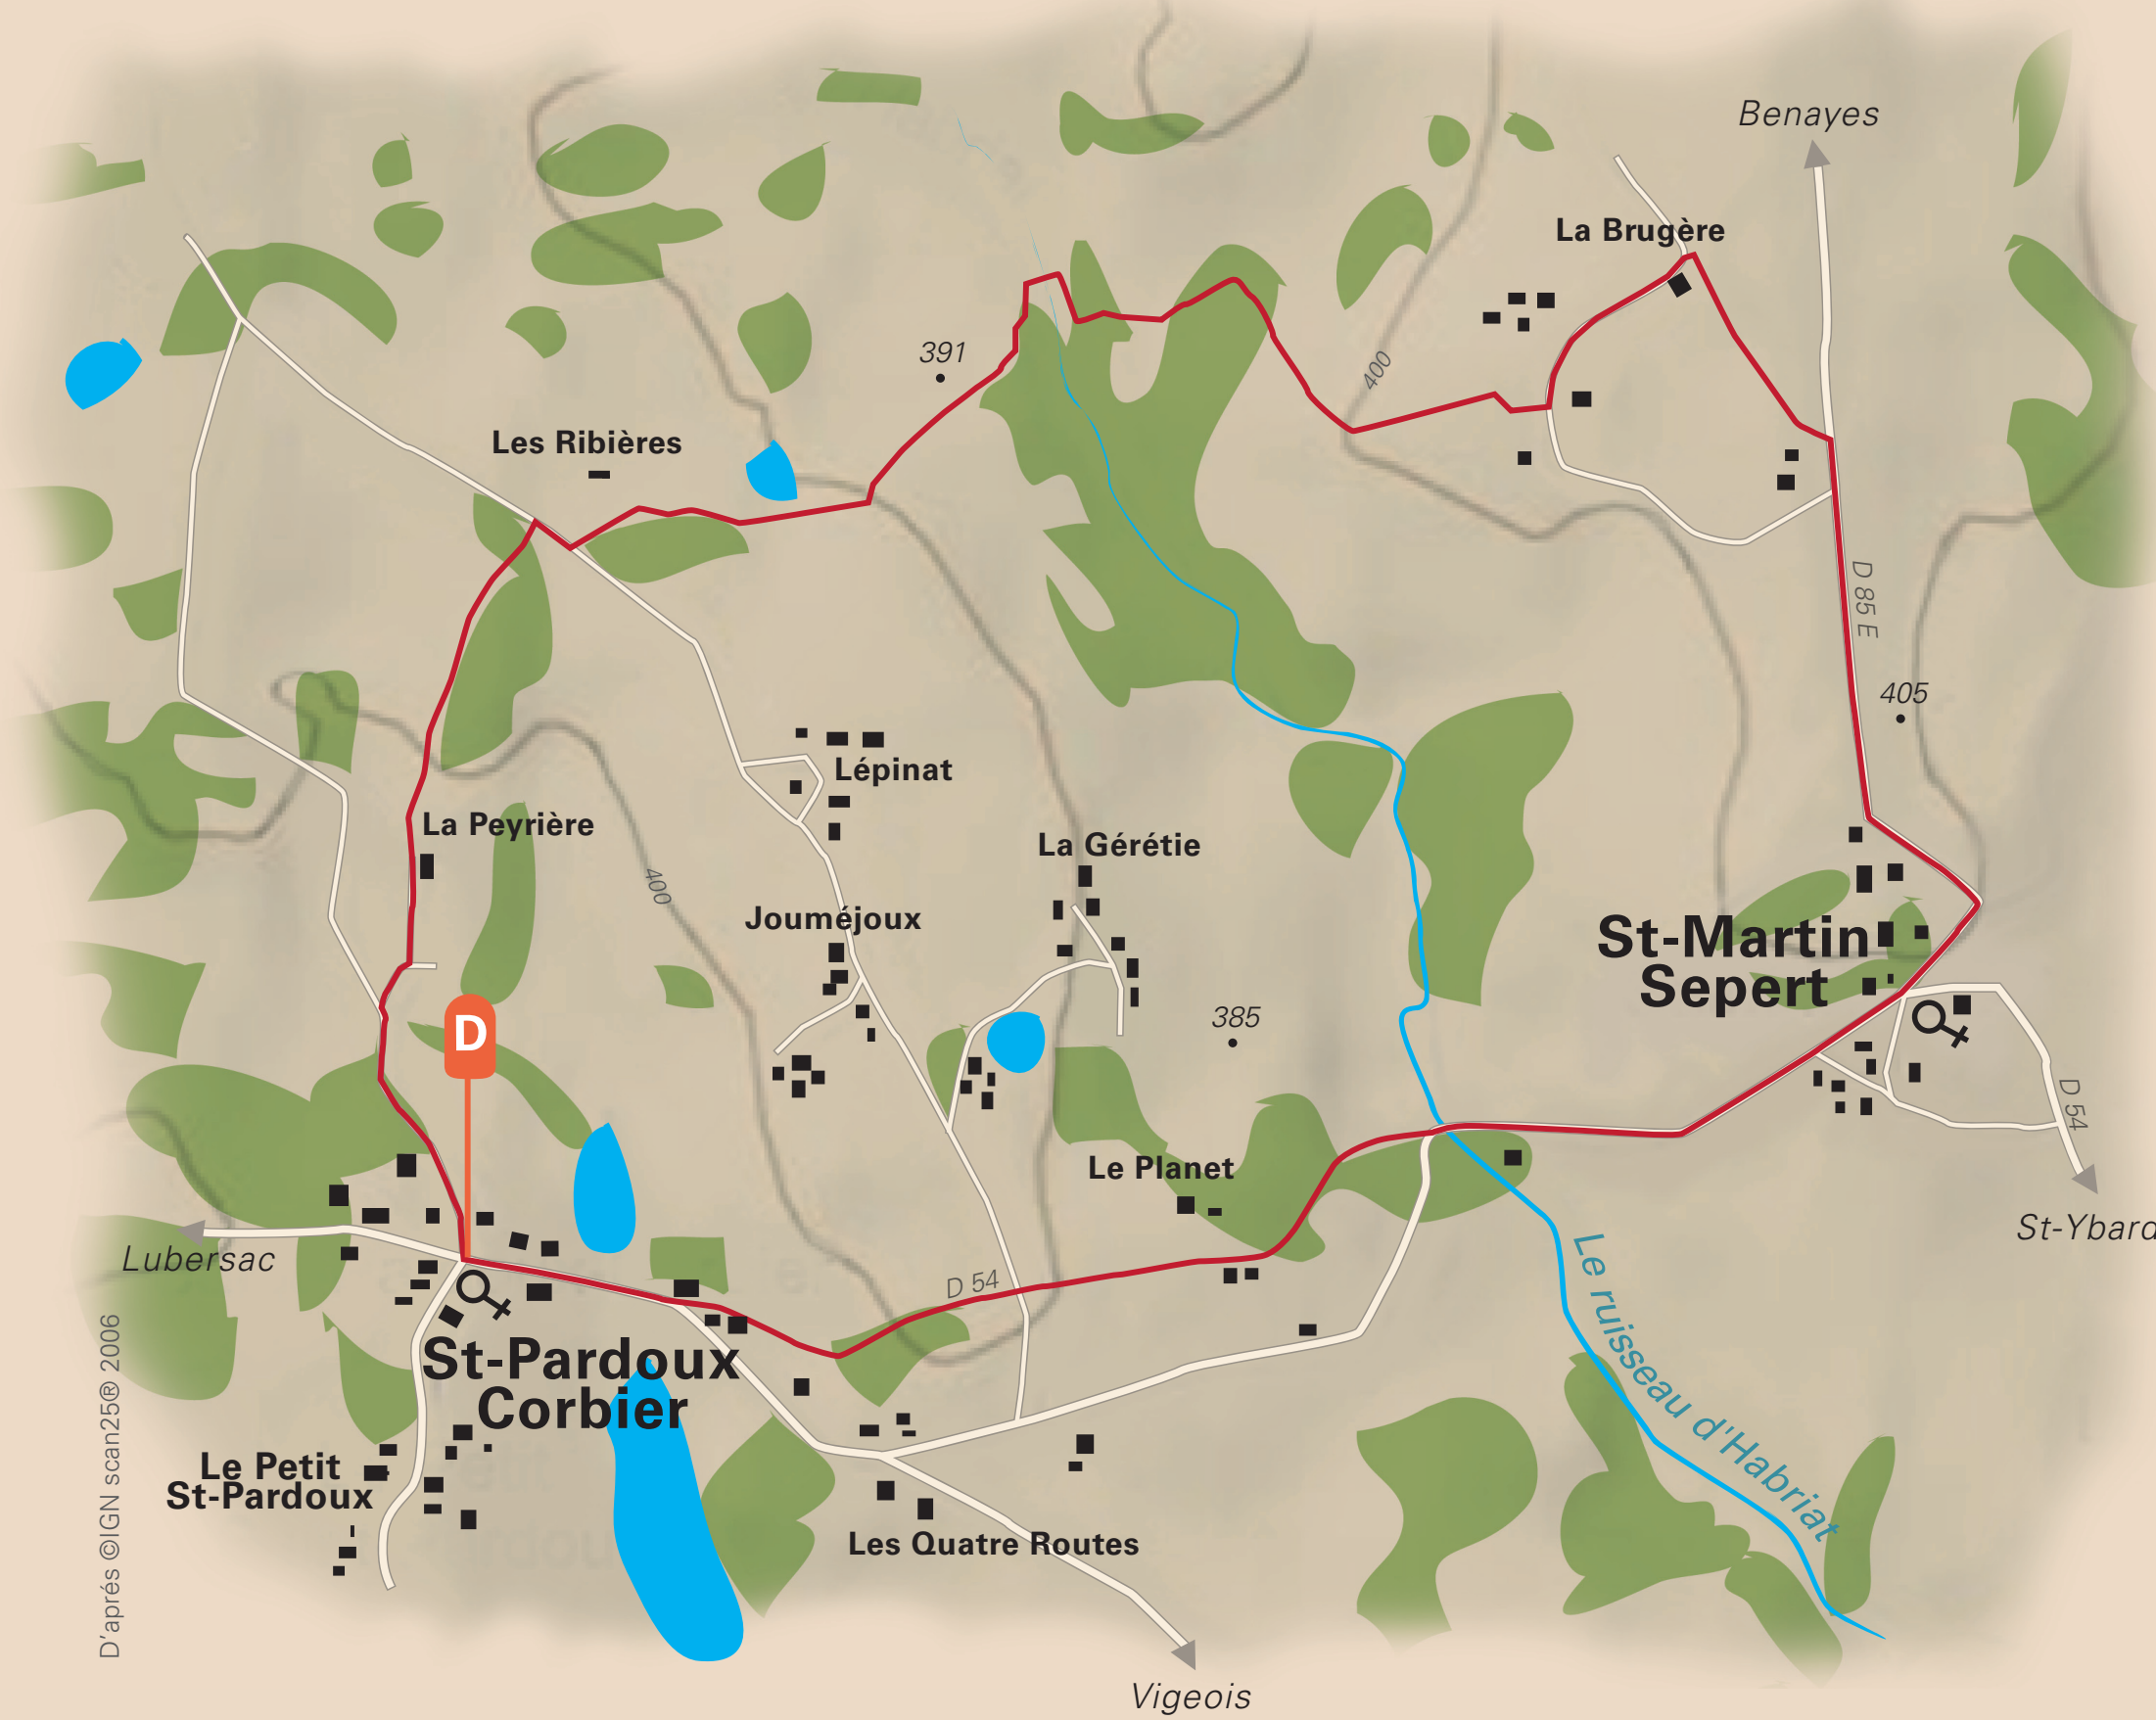 Benayes
La Brugère
391
400
Les Ribières
D 85 E
405
Lépinat
La Peyrière
La Gérétie
400
Jouméjoux
St-Martin
Sepert
385
D
D 54
Le Planet
St-Ybard
Lubersac
D 54
Le ruisseau d'Habriat
St-Pardoux
Corbier
Le Petit
St-Pardoux
Les Quatre Routes
Vigeois
D'aprés ©IGN scan25® 2006